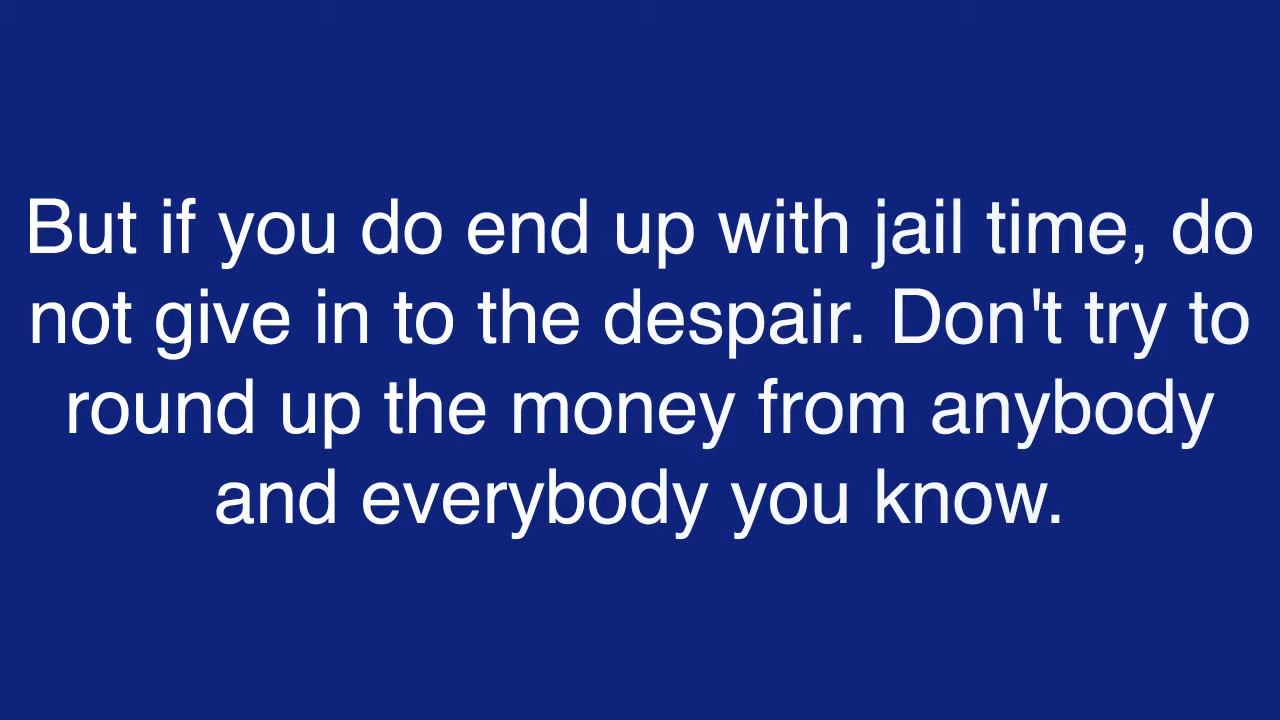 But if you do end up with jail time, do
not give in to the despair. Don't try to
round up the money from anybody
and everybody you know.